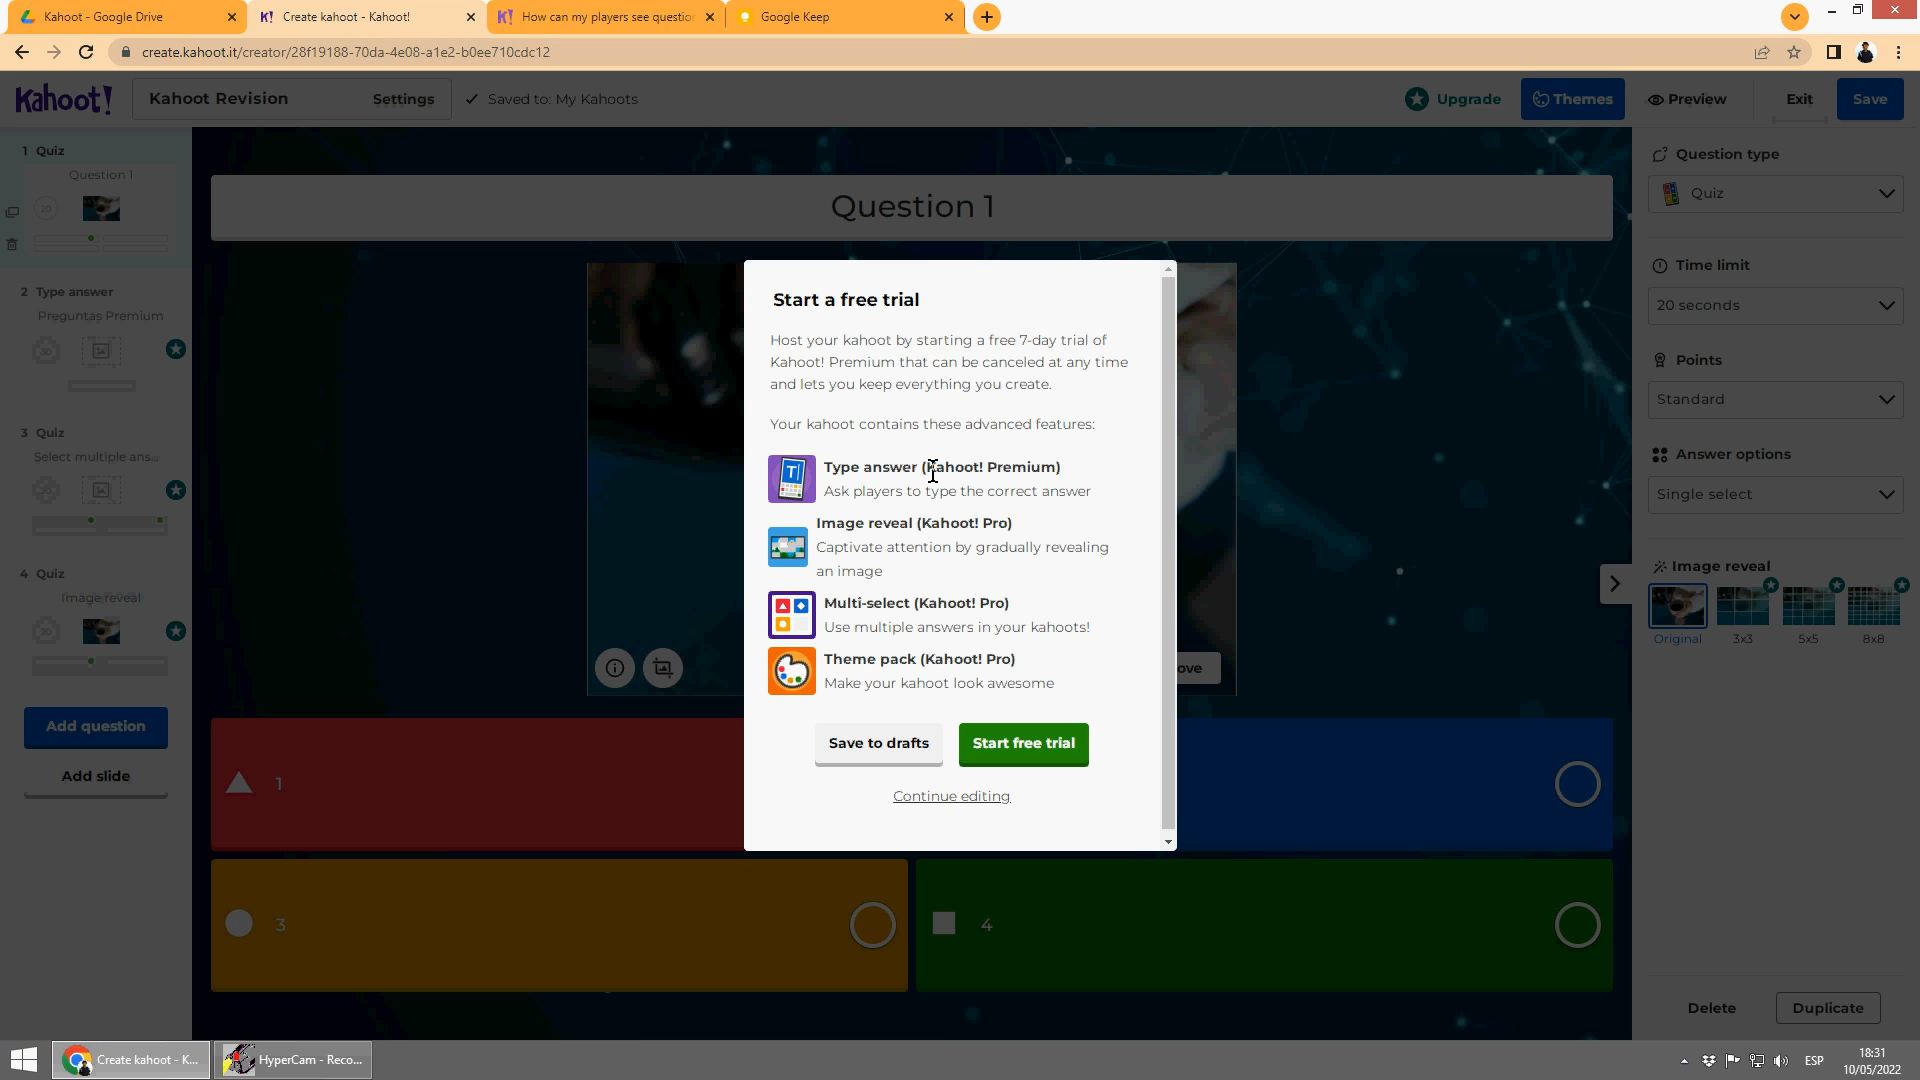 Kahoot - Google Drive
Create kahoot - Kahoot!
How can my players see question
Google Keep
create.kahoot.it/creator/28f19188-70da-4e08-a1e2-b0ee710cdc12
Kahoot!
Kahoot Revision
Settings
Saved to: My Kahoots
Upgrade
Themes
Preview
Exit
Save
1 Quiz
Question 1
20
2 Type answer
Preguntas Premium
30
3 Quiz
Select multiple ans...
20
4 Quiz
Image reveal
20
Add question
Add slide
Question 1
Start a free trial
Host your kahoot by starting a free 7-day trial of
Kahoot! Premium that can be canceled at any time
and lets you keep everything you create.
Your kahoot contains these advanced features:
Type answer (Kahoot! Premium)
Ask players to type the correct answer
Image reveal (Kahoot! Pro)
Captivate attention by gradually revealing
an image
Multi-select (Kahoot! Pro)
Use multiple answers in your kahoots!
Theme pack (Kahoot! Pro)
Make your kahoot look awesome
Save to drafts
Start free trial
Continue editing
ove
1
3
4
Question type
Quiz
Time limit
20 seconds
Points
Standard
Answer options
Single select
Image reveal
Original
3x3
5x5
8x8
Delete
Duplicate
Create kahoot - K...
HyperCam - Reco...
ESP
18:31
10/05/2022